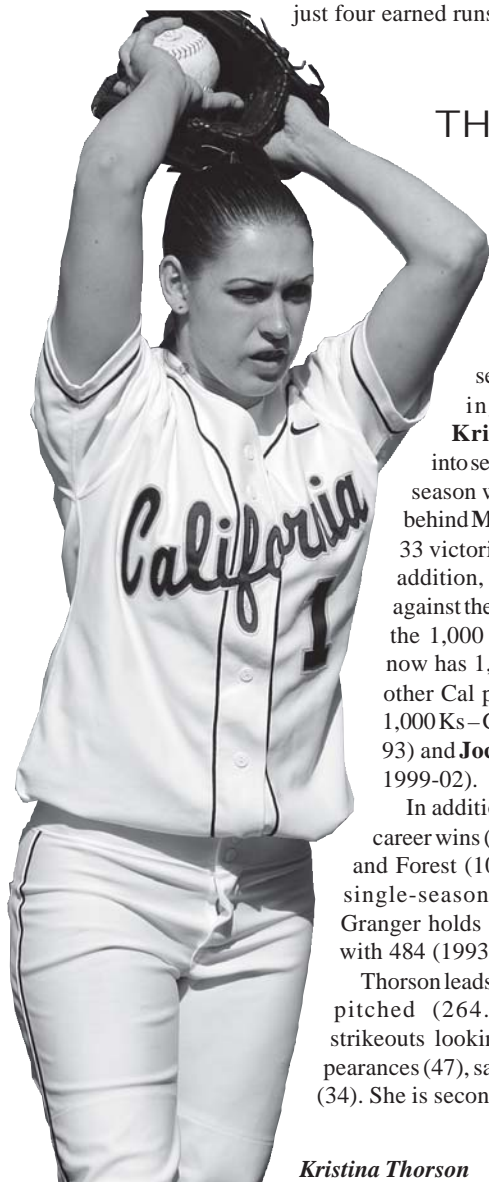 just four earned runs
TH
se
in
Kri
into se
season w
behind M
33 victori
addition,
against the
the 1,000
now has 1,
other Cal p
1,000 Ks – G
93) and Joc
1999-02).
In additio
career wins (
and Forest (10
single-season
Granger holds
with 484 (1993
Thorson leads
pitched (264.
strikeouts lookin
pearances (47), sa
(34). She is secon
California
1
Kristina Thorson